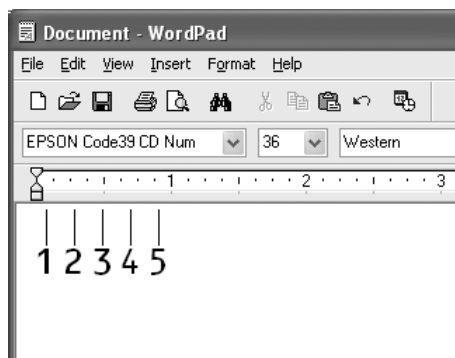 Document - WordPad
File Edit View Insert Format Help
EPSON Code39 CD Num 36 Western
1 2 3
1 2 3 4 5